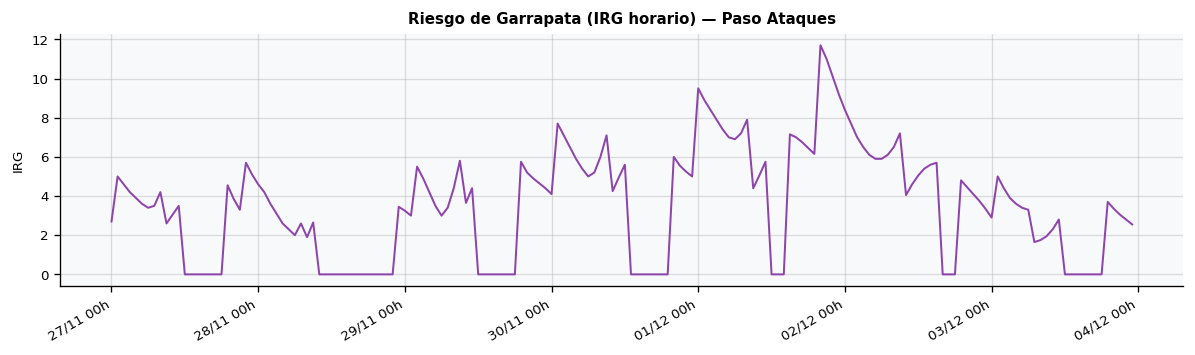 Riesgo de Garrapata (IRG horario) — Paso Ataques
IRG
12
10
8
6
4
2
0
27/11 00h
28/11 00h
29/11 00h
30/11 00h
01/12 00h
02/12 00h
03/12 00h
04/12 00h